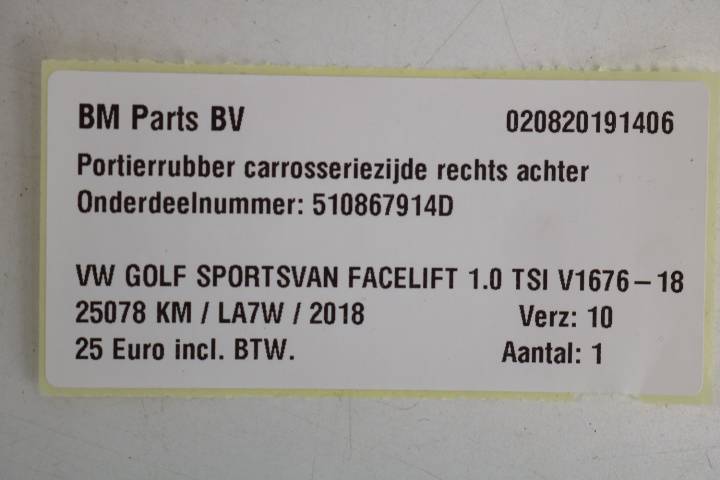 BM Parts BV 020820191406
Portierrubber carrosseriezijde rechts achter
Onderdeelnummer: 510867914D
VW GOLF SPORTSVAN FACELIFT 1.0 TSI V1676-18
25078 KM / LA7W / 2018 Verz: 10
25 Euro incl. BTW. Aantal: 1